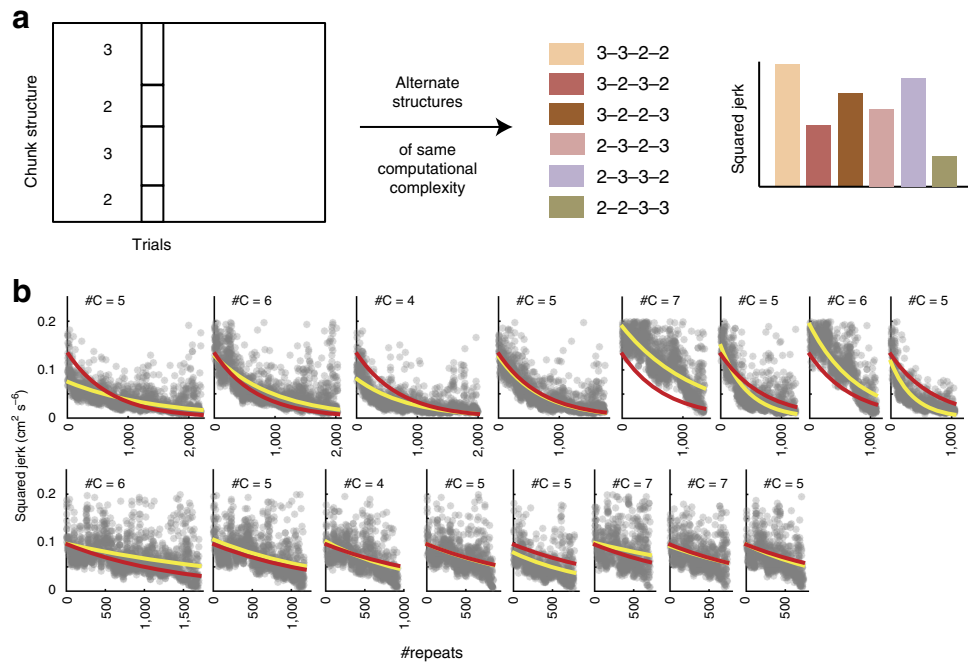 a
Chunk structure
3
2
3
2
Trials
Alternate
structures
of same
computational
complexity
3–3–2–2
3–2–3–2
3–2–2–3
2–3–2–3
2–3–3–2
2–2–3–3
Squared jerk
b
Squared jerk (cm² s⁻⁶)
#C = 5
#C = 6
#C = 4
#C = 5
#C = 7
#C = 5
#C = 6
#C = 5
0.2
0.1
0
0 1,000 2,000
0 1,000 2,000
0 1,000 2,000
0 1,000
0 1,000
0 1,000
0 1,000
0 1,000
#C = 6
#C = 5
#C = 4
#C = 5
#C = 5
#C = 7
#C = 7
#C = 5
0.2
0.1
0
0 500 1,000 1,500
0 500 1,000
0 500 1,000
0 500
0 500
0 500
0 500
0 500
#repeats